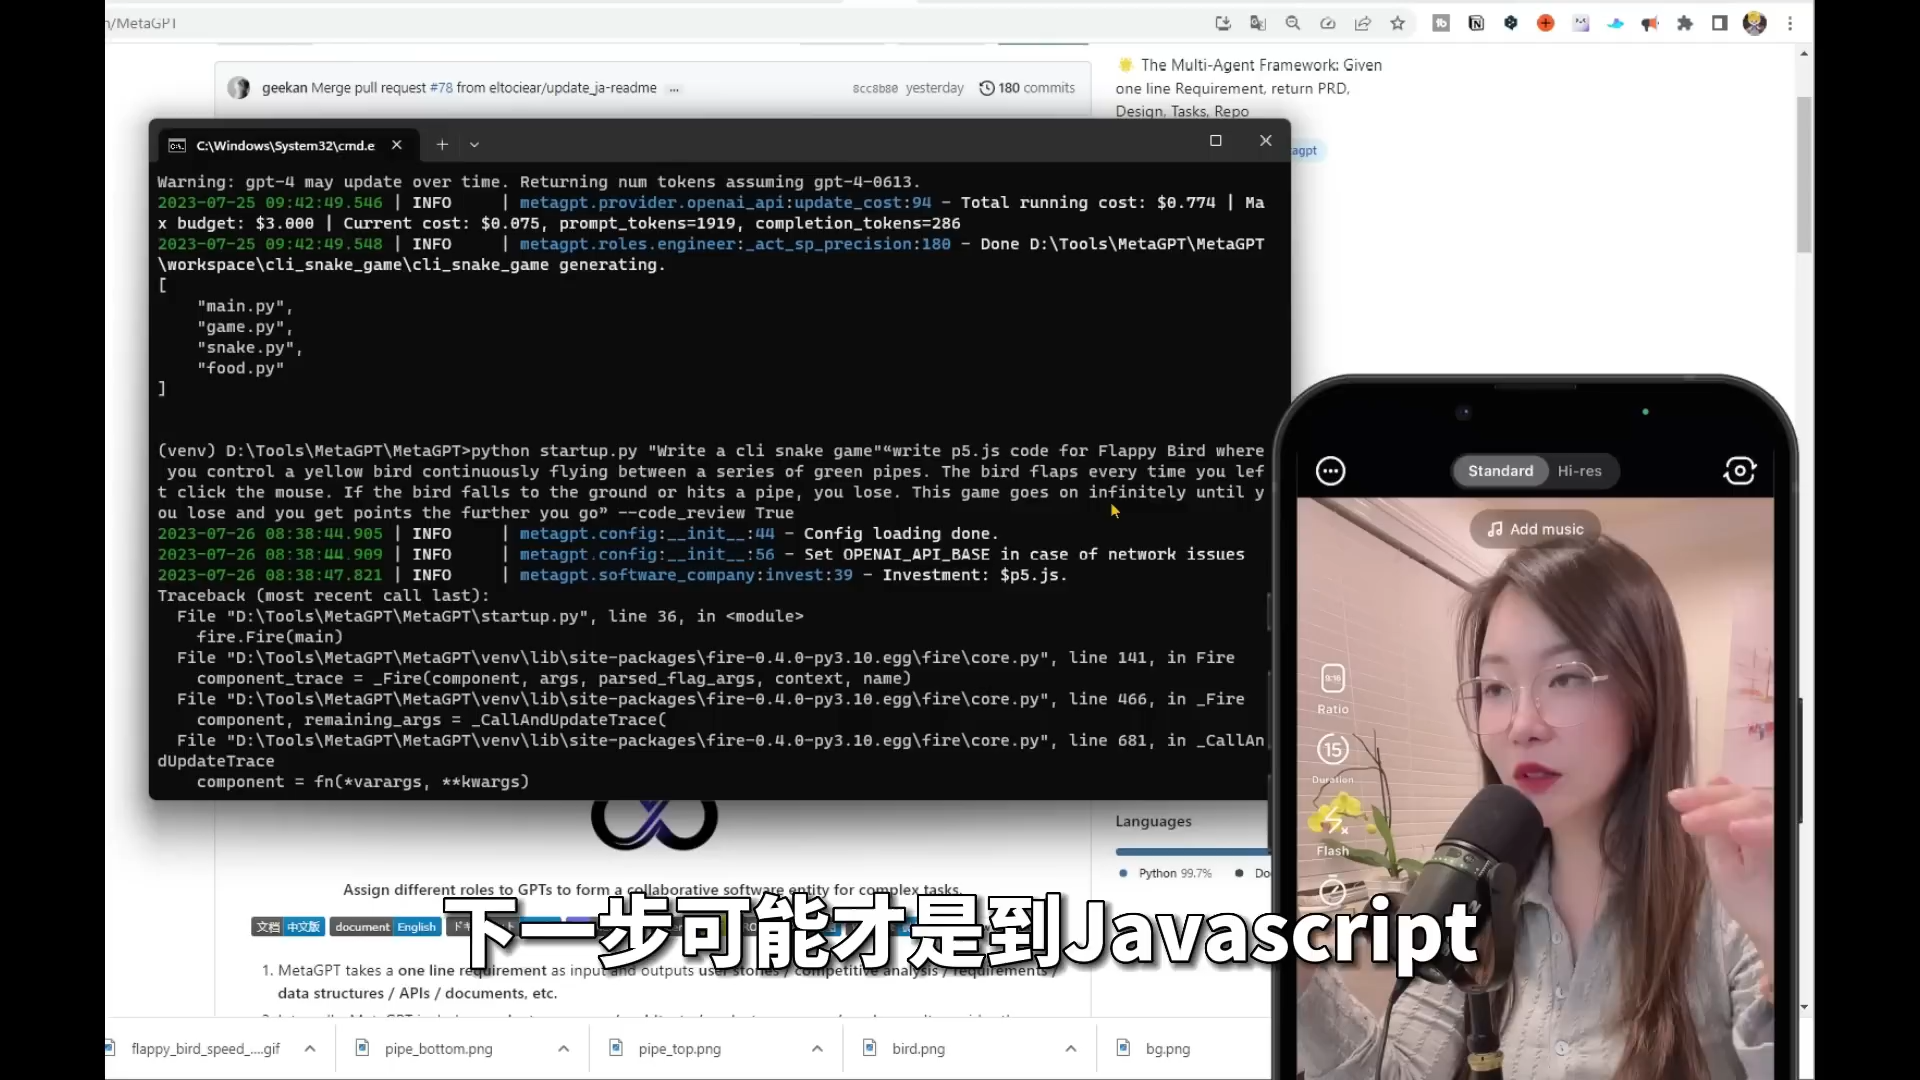 n/MetaGPT
geekan Merge pull request #78 from eltociear/update_ja-readme ...
8cc8b80 yesterday 180 commits
The Multi-Agent Framework: Given
one line Requirement, return PRD,
Design, Tasks, Repo
agpt
C:\Windows\System32\cmd.e
Warning: gpt-4 may update over time. Returning num tokens assuming gpt-4-0613.
2023-07-25 09:42:49.546 | INFO | metagpt.provider.openai_api:update_cost:94 - Total running cost: $0.774 | Ma
x budget: $3.000 | Current cost: $0.075, prompt_tokens=1919, completion_tokens=286
2023-07-25 09:42:49.548 | INFO | metagpt.roles.engineer:_act_sp_precision:180 - Done D:\Tools\MetaGPT\MetaGPT
\workspace\cli_snake_game\cli_snake_game generating.
[
"main.py",
"game.py",
"snake.py",
"food.py"
]
(venv) D:\Tools\MetaGPT\MetaGPT>python startup.py "Write a cli snake game"“write p5.js code for Flappy Bird where
you control a yellow bird continuously flying between a series of green pipes. The bird flaps every time you lef
t click the mouse. If the bird falls to the ground or hits a pipe, you lose. This game goes on infinitely until y
ou lose and you get points the further you go” --code_review True
2023-07-26 08:38:44.905 | INFO | metagpt.config:__init__:44 - Config loading done.
2023-07-26 08:38:44.909 | INFO | metagpt.config:__init__:56 - Set OPENAI_API_BASE in case of network issues
2023-07-26 08:38:47.821 | INFO | metagpt.software_company:invest:39 - Investment: $p5.js.
Traceback (most recent call last):
File "D:\Tools\MetaGPT\MetaGPT\startup.py", line 36, in <module>
fire.Fire(main)
File "D:\Tools\MetaGPT\MetaGPT\venv\lib\site-packages\fire-0.4.0-py3.10.egg\fire\core.py", line 141, in Fire
component_trace = _Fire(component, args, parsed_flag_args, context, name)
File "D:\Tools\MetaGPT\MetaGPT\venv\lib\site-packages\fire-0.4.0-py3.10.egg\fire\core.py", line 466, in _Fire
component, remaining_args = _CallAndUpdateTrace(
File "D:\Tools\MetaGPT\MetaGPT\venv\lib\site-packages\fire-0.4.0-py3.10.egg\fire\core.py", line 681, in _CallAn
dUpdateTrace
component = fn(*varargs, **kwargs)
Standard Hi-res
Add music
9:16
Ratio
15
Duration
Flash
Languages
Python 99.7% Do
Assign different roles to GPTs to form a collaborative software entity for complex tasks.
文档 中文版 document English
下一步可能才是到Javascript
1. MetaGPT takes a one line requirement as input and outputs user stories / competitive analysis / requirements /
data structures / APIs / documents, etc.
flappy_bird_speed_....gif pipe_bottom.png pipe_top.png bird.png bg.png